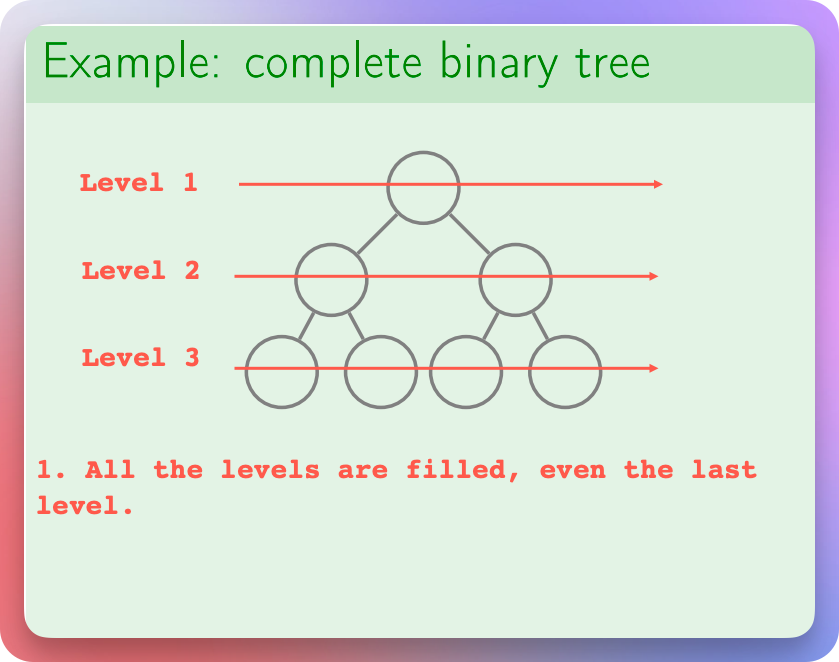 Example: complete binary tree
Level 1
Level 2
Level 3
1. All the levels are filled, even the last
level.